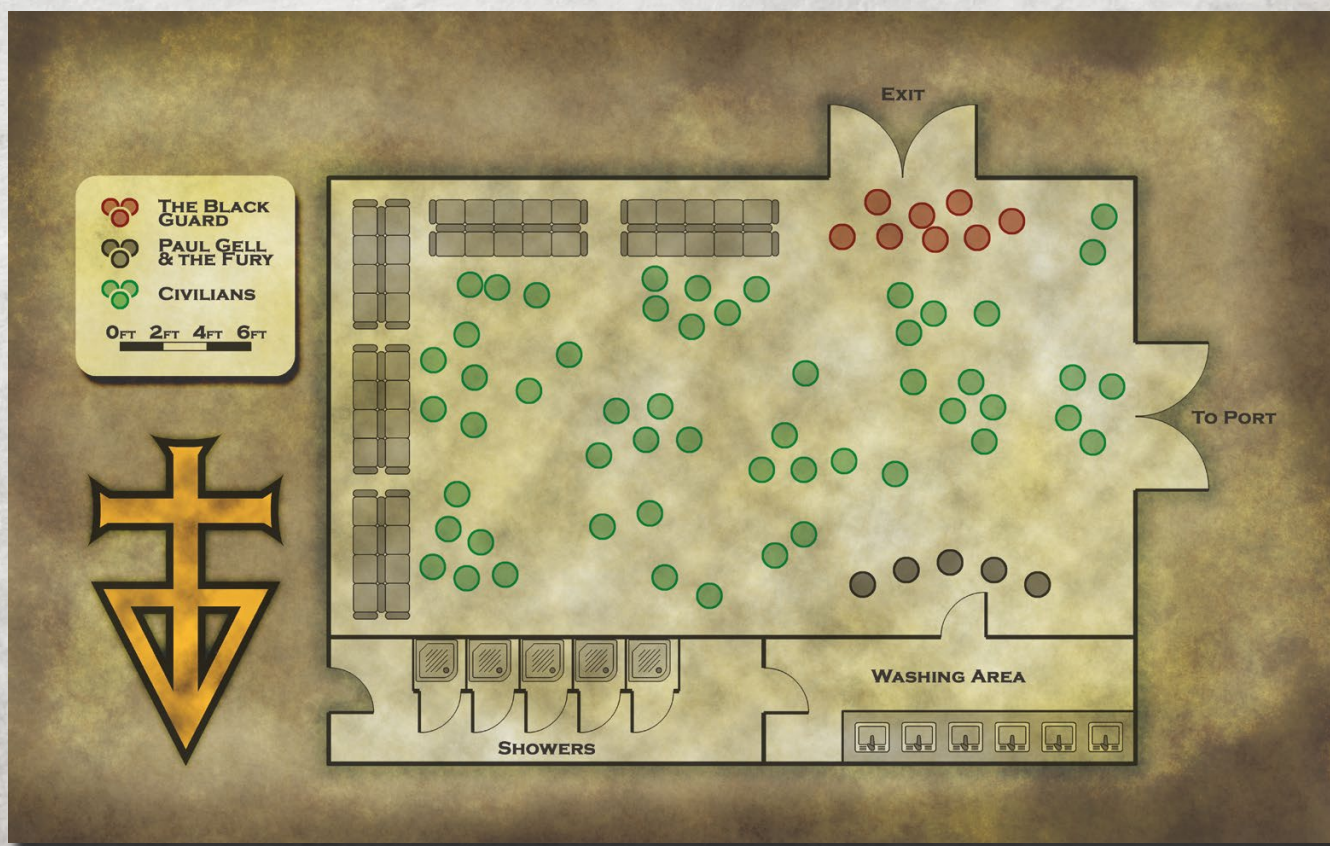 EXIT
THE BLACK
GUARD
PAUL GELL
& THE FURY
CIVILIANS
0FT 2FT 4FT 6FT
TO PORT
WASHING AREA
SHOWERS